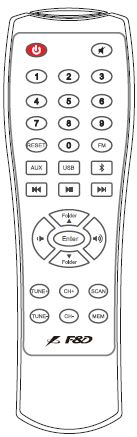 1 2 3
4 5 6
7 8 9
RESET 0 FM
AUX USB
Folder
Enter
Folder
TUNE+ CH+ SCAN
TUNE- CH- MEM
F&D